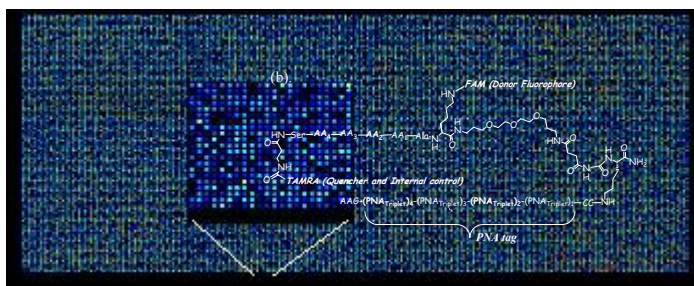 (b)
FAM (Donor Fluorophore)
HN-Ser-AA4-AA3-AA2-AA1-Ala-N
TAMRA (Quencher and Internal control)
AAG-(PNATriplet)4-(PNATriplet)3-(PNATriplet)2-(PNATriplet)1-CG-NH
PNA tag